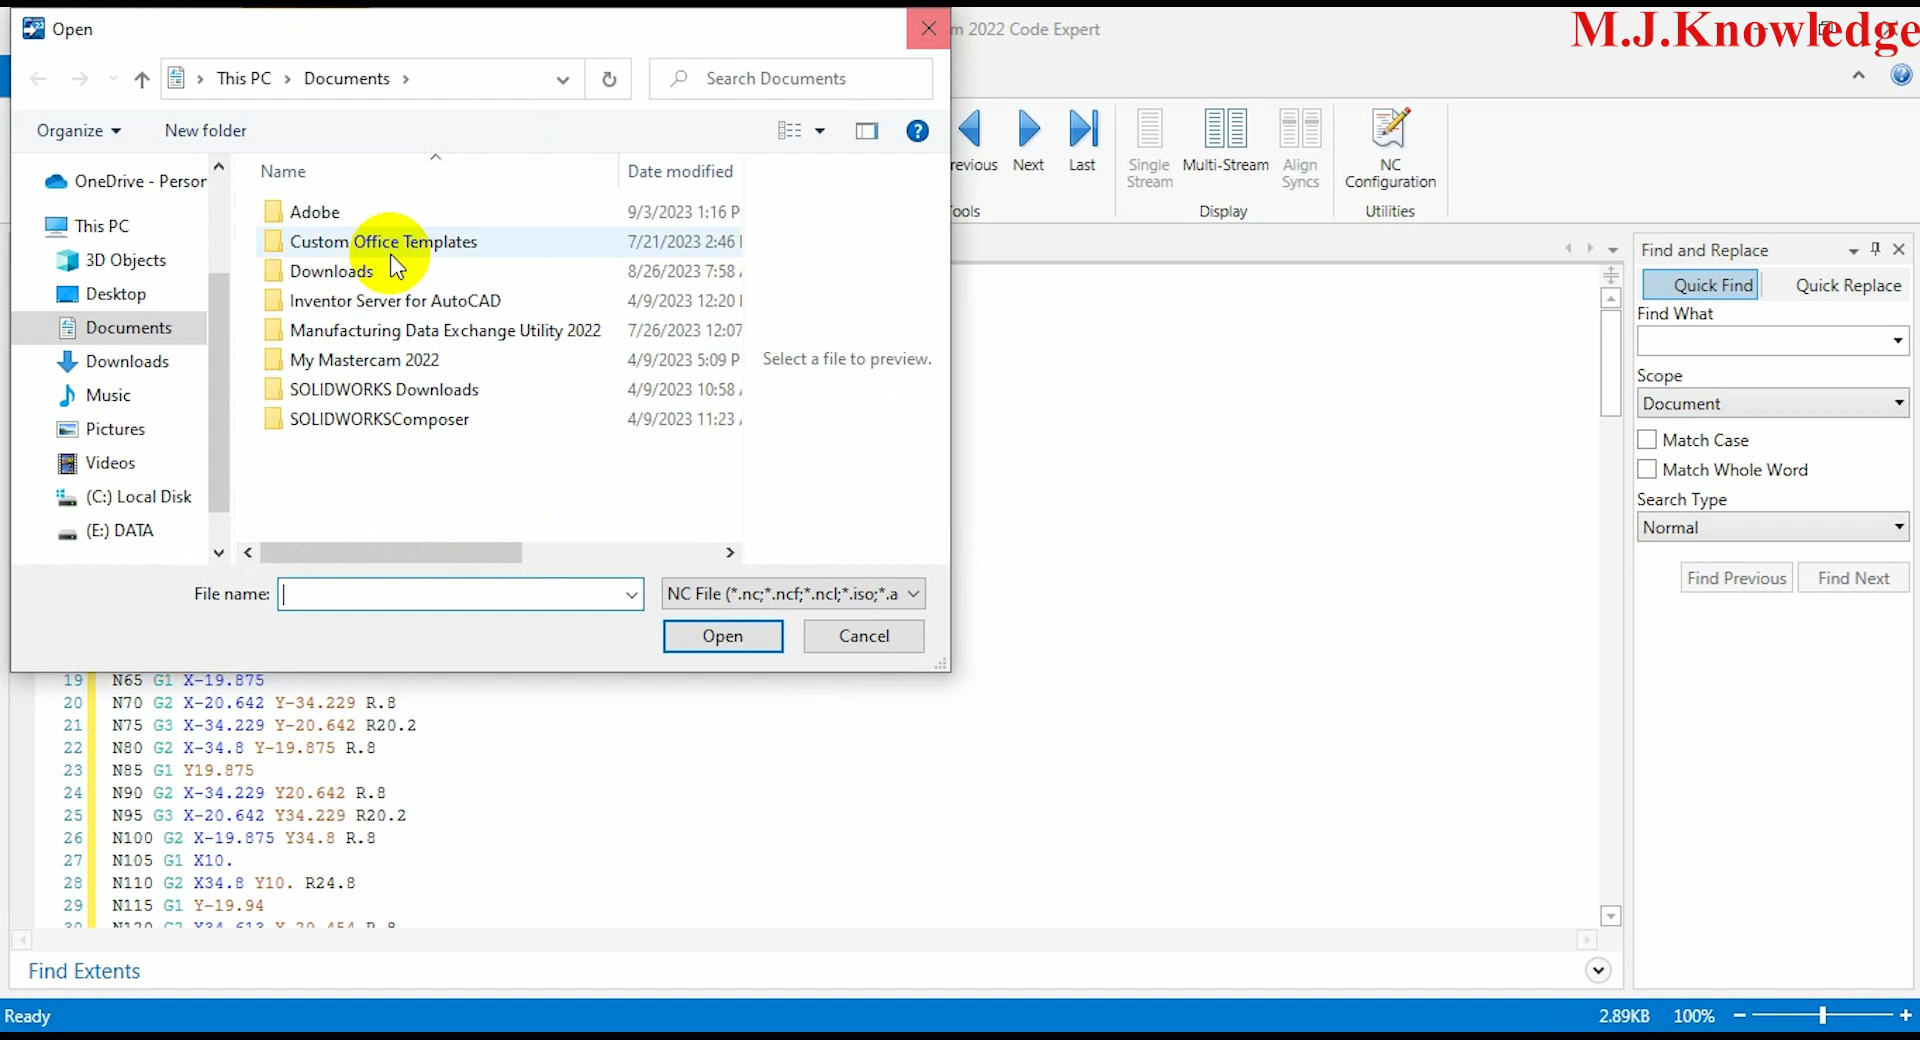 Open
m 2022 Code Expert
M.J.Knowledge
This PC
Documents
Search Documents
Organize
New folder
Name
Date modified
OneDrive - Person
This PC
3D Objects
Desktop
Documents
Downloads
Music
Pictures
Videos
(C:) Local Disk
(E:) DATA
Adobe 9/3/2023 1:16 P
Custom Office Templates 7/21/2023 2:46
Downloads 8/26/2023 7:58
Inventor Server for AutoCAD 4/9/2023 12:20
Manufacturing Data Exchange Utility 2022 7/26/2023 12:07
My Mastercam 2022 4/9/2023 5:09 P
SOLIDWORKS Downloads 4/9/2023 10:58
SOLIDWORKSComposer 4/9/2023 11:23
Select a file to preview.
File name:
NC File (*.nc;*.ncf;*.ncl;*.iso;*.a
Open
Cancel
revious
Next
Last
ools
Single
Stream
Multi-Stream
Align
Syncs
Display
NC
Configuration
Utilities
Find and Replace
Quick Find
Quick Replace
Find What
Scope
Document
Match Case
Match Whole Word
Search Type
Normal
Find Previous
Find Next
19 N65 G1 X-19.875
20 N70 G2 X-20.642 Y-34.229 R.8
21 N75 G3 X-34.229 Y-20.642 R20.2
22 N80 G2 X-34.8 Y-19.875 R.8
23 N85 G1 Y19.875
24 N90 G2 X-34.229 Y20.642 R.8
25 N95 G3 X-20.642 Y34.229 R20.2
26 N100 G2 X-19.875 Y34.8 R.8
27 N105 G1 X10.
28 N110 G2 X34.8 Y10. R24.8
29 N115 G1 Y-19.94
30 N120 G2 X34.613 Y-20.454 R.8
Find Extents
Ready
2.89KB
100%